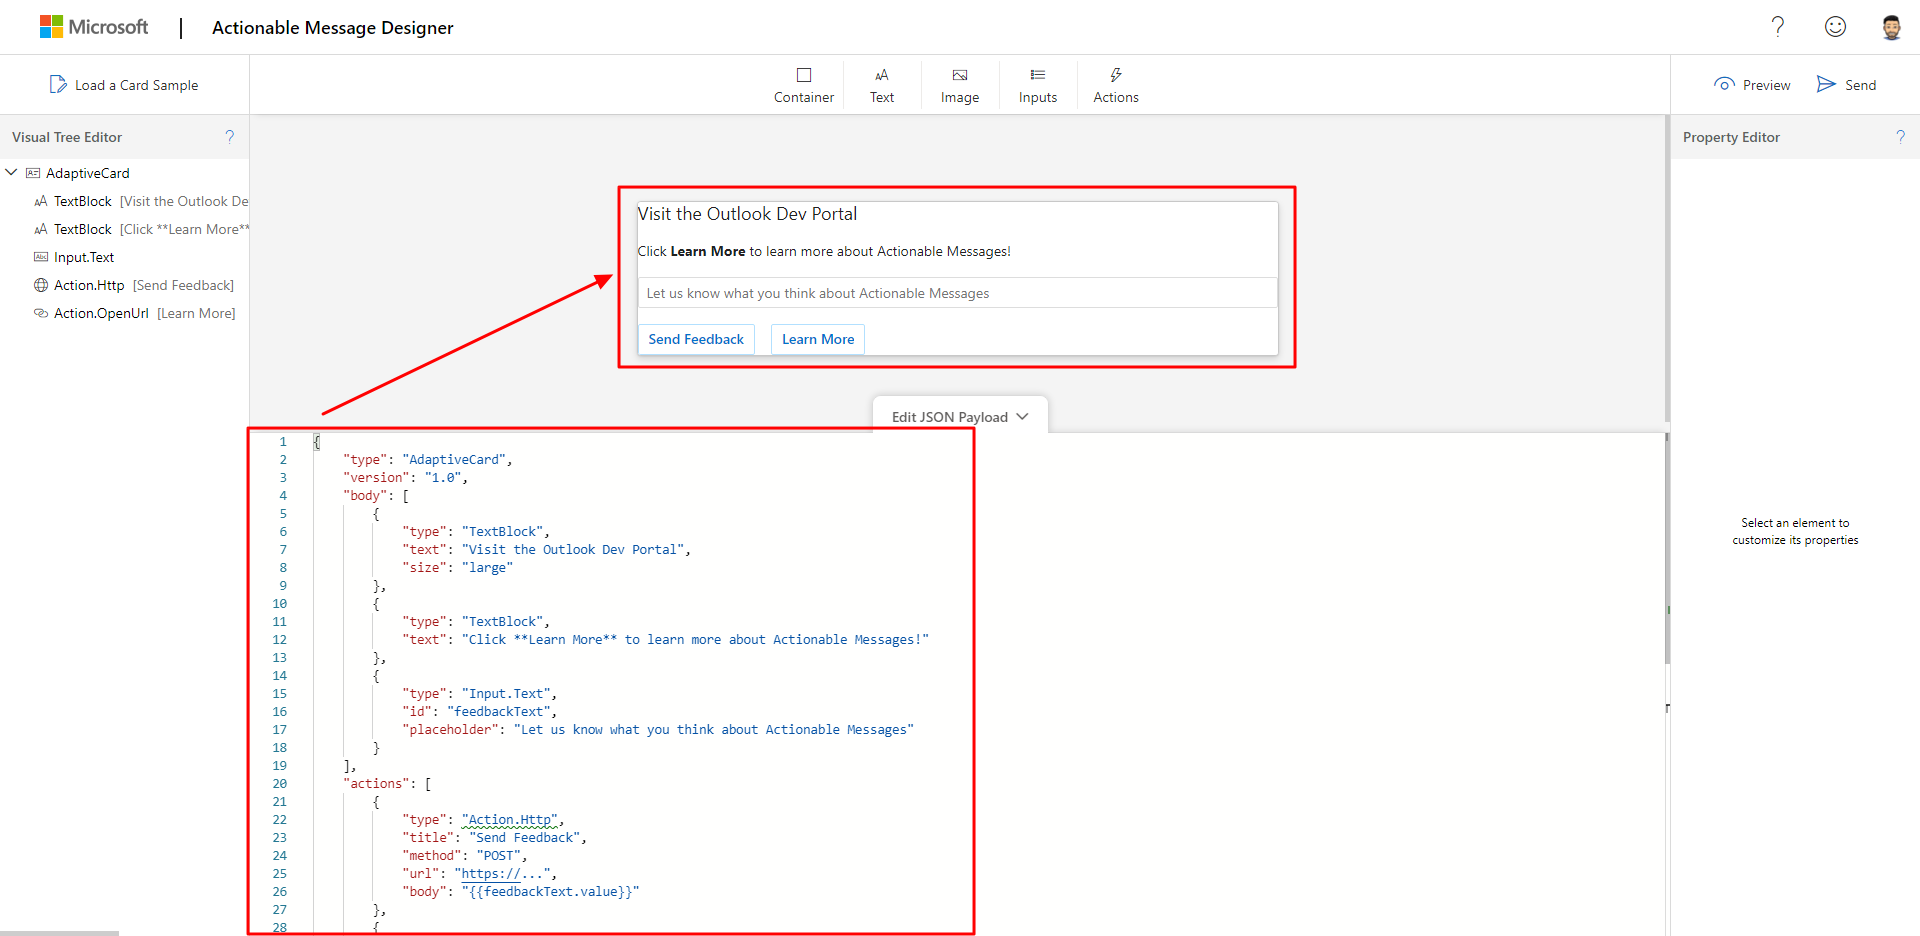 Microsoft | Actionable Message Designer
?
Load a Card Sample
Container
Text
Image
Inputs
Actions
Preview
Send
Visual Tree Editor ?
AdaptiveCard
TextBlock [Visit the Outlook De
TextBlock [Click **Learn More**
Input.Text
Action.Http [Send Feedback]
Action.OpenUrl [Learn More]
Visit the Outlook Dev Portal
Click Learn More to learn more about Actionable Messages!
Let us know what you think about Actionable Messages
Send Feedback Learn More
Edit JSON Payload
1 {
2 "type": "AdaptiveCard",
3 "version": "1.0",
4 "body": [
5 {
6 "type": "TextBlock",
7 "text": "Visit the Outlook Dev Portal",
8 "size": "large"
9 },
10 {
11 "type": "TextBlock",
12 "text": "Click **Learn More** to learn more about Actionable Messages!"
13 },
14 {
15 "type": "Input.Text",
16 "id": "feedbackText",
17 "placeholder": "Let us know what you think about Actionable Messages"
18 }
19 ],
20 "actions": [
21 {
22 "type": "Action.Http",
23 "title": "Send Feedback",
24 "method": "POST",
25 "url": "https://...",
26 "body": "{{feedbackText.value}}"
27 },
28 {
Property Editor ?
Select an element to
customize its properties